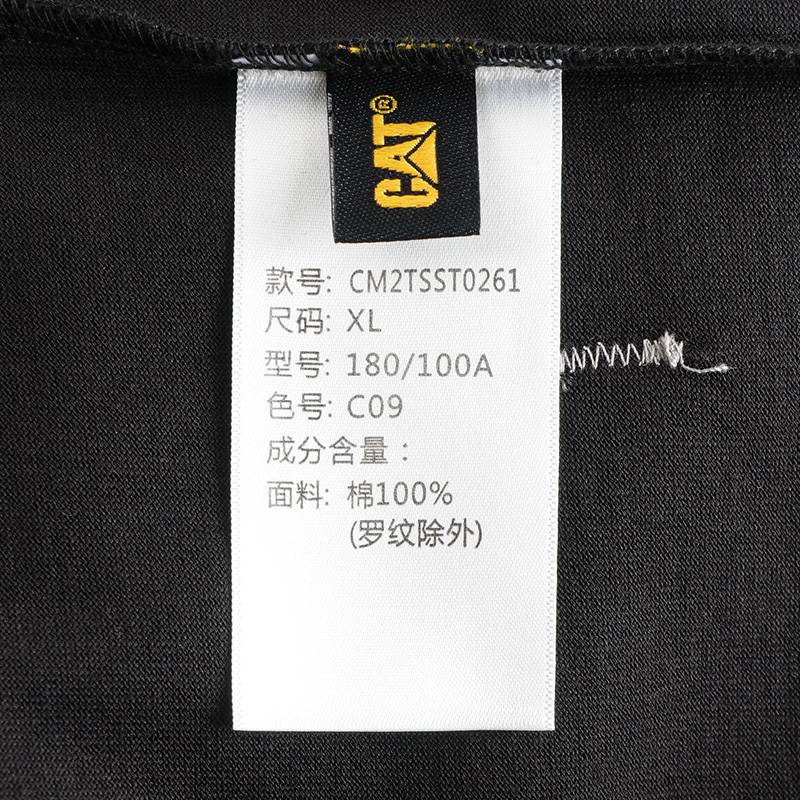 CAT®
款号: CM2TSST0261
尺码: XL
型号: 180/100A
色号: C09
成分含量:
面料: 棉100%
(罗纹除外)